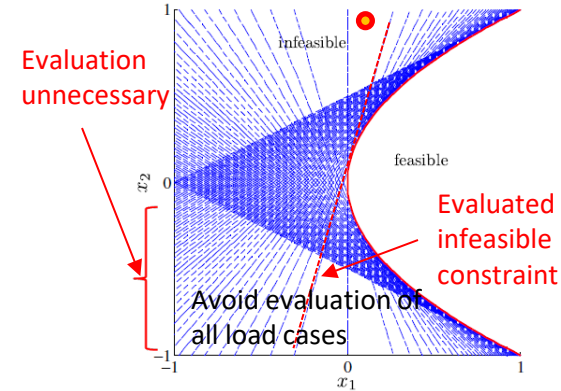 1
infeasible
Evaluation
unnecessary
feasible
x2
0
Evaluated
infeasible
constraint
Avoid evaluation of
all load cases
−1
−1
0
1
x1